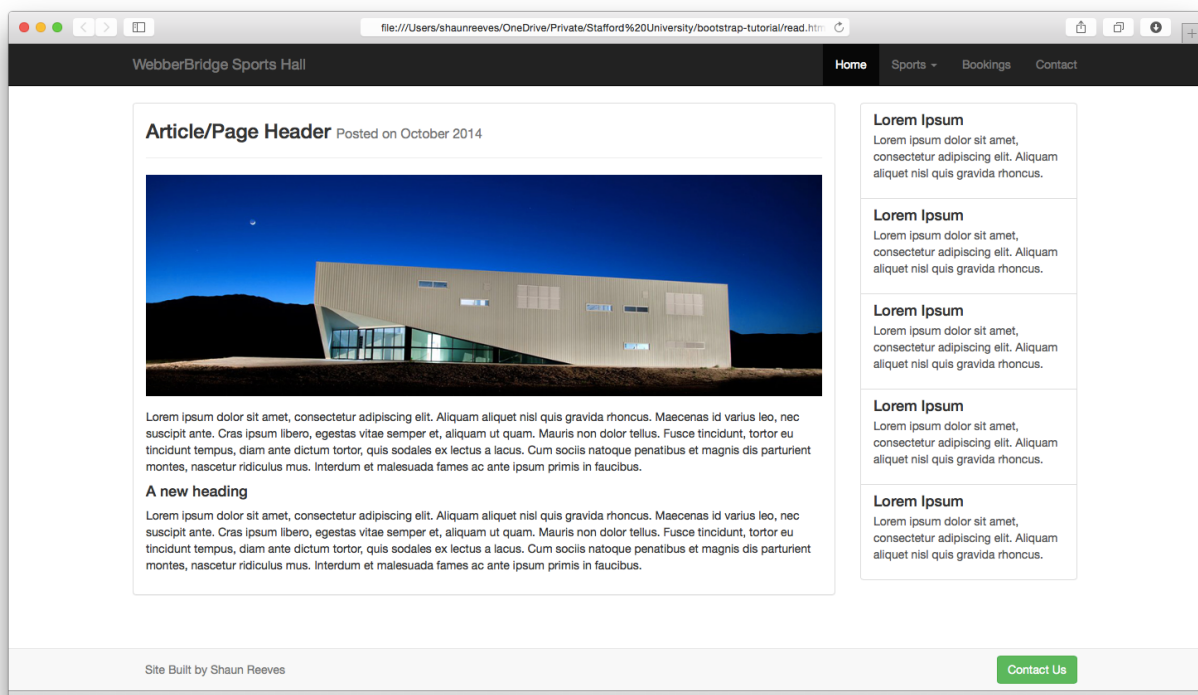 file:///Users/shaunreeves/OneDrive/Private/Stafford%20University/bootstrap-tutorial/read.htm
WebberBridge Sports Hall
Home
Sports
Bookings
Contact
Article/Page Header Posted on October 2014
Lorem ipsum dolor sit amet, consectetur adipiscing elit. Aliquam aliquet nisl quis gravida rhoncus. Maecenas id varius leo, nec
suscipit ante. Cras ipsum libero, egestas vitae semper et, aliquam ut quam. Mauris non dolor tellus. Fusce tincidunt, tortor eu
tincidunt tempus, diam ante dictum tortor, quis sodales ex lectus a lacus. Cum sociis natoque penatibus et magnis dis parturient
montes, nascetur ridiculus mus. Interdum et malesuada fames ac ante ipsum primis in faucibus.
A new heading
Lorem ipsum dolor sit amet, consectetur adipiscing elit. Aliquam aliquet nisl quis gravida rhoncus. Maecenas id varius leo, nec
suscipit ante. Cras ipsum libero, egestas vitae semper et, aliquam ut quam. Mauris non dolor tellus. Fusce tincidunt, tortor eu
tincidunt tempus, diam ante dictum tortor, quis sodales ex lectus a lacus. Cum sociis natoque penatibus et magnis dis parturient
montes, nascetur ridiculus mus. Interdum et malesuada fames ac ante ipsum primis in faucibus.
Lorem Ipsum
Lorem ipsum dolor sit amet,
consectetur adipiscing elit. Aliquam
aliquet nisl quis gravida rhoncus.
Lorem Ipsum
Lorem ipsum dolor sit amet,
consectetur adipiscing elit. Aliquam
aliquet nisl quis gravida rhoncus.
Lorem Ipsum
Lorem ipsum dolor sit amet,
consectetur adipiscing elit. Aliquam
aliquet nisl quis gravida rhoncus.
Lorem Ipsum
Lorem ipsum dolor sit amet,
consectetur adipiscing elit. Aliquam
aliquet nisl quis gravida rhoncus.
Lorem Ipsum
Lorem ipsum dolor sit amet,
consectetur adipiscing elit. Aliquam
aliquet nisl quis gravida rhoncus.
Site Built by Shaun Reeves
Contact Us